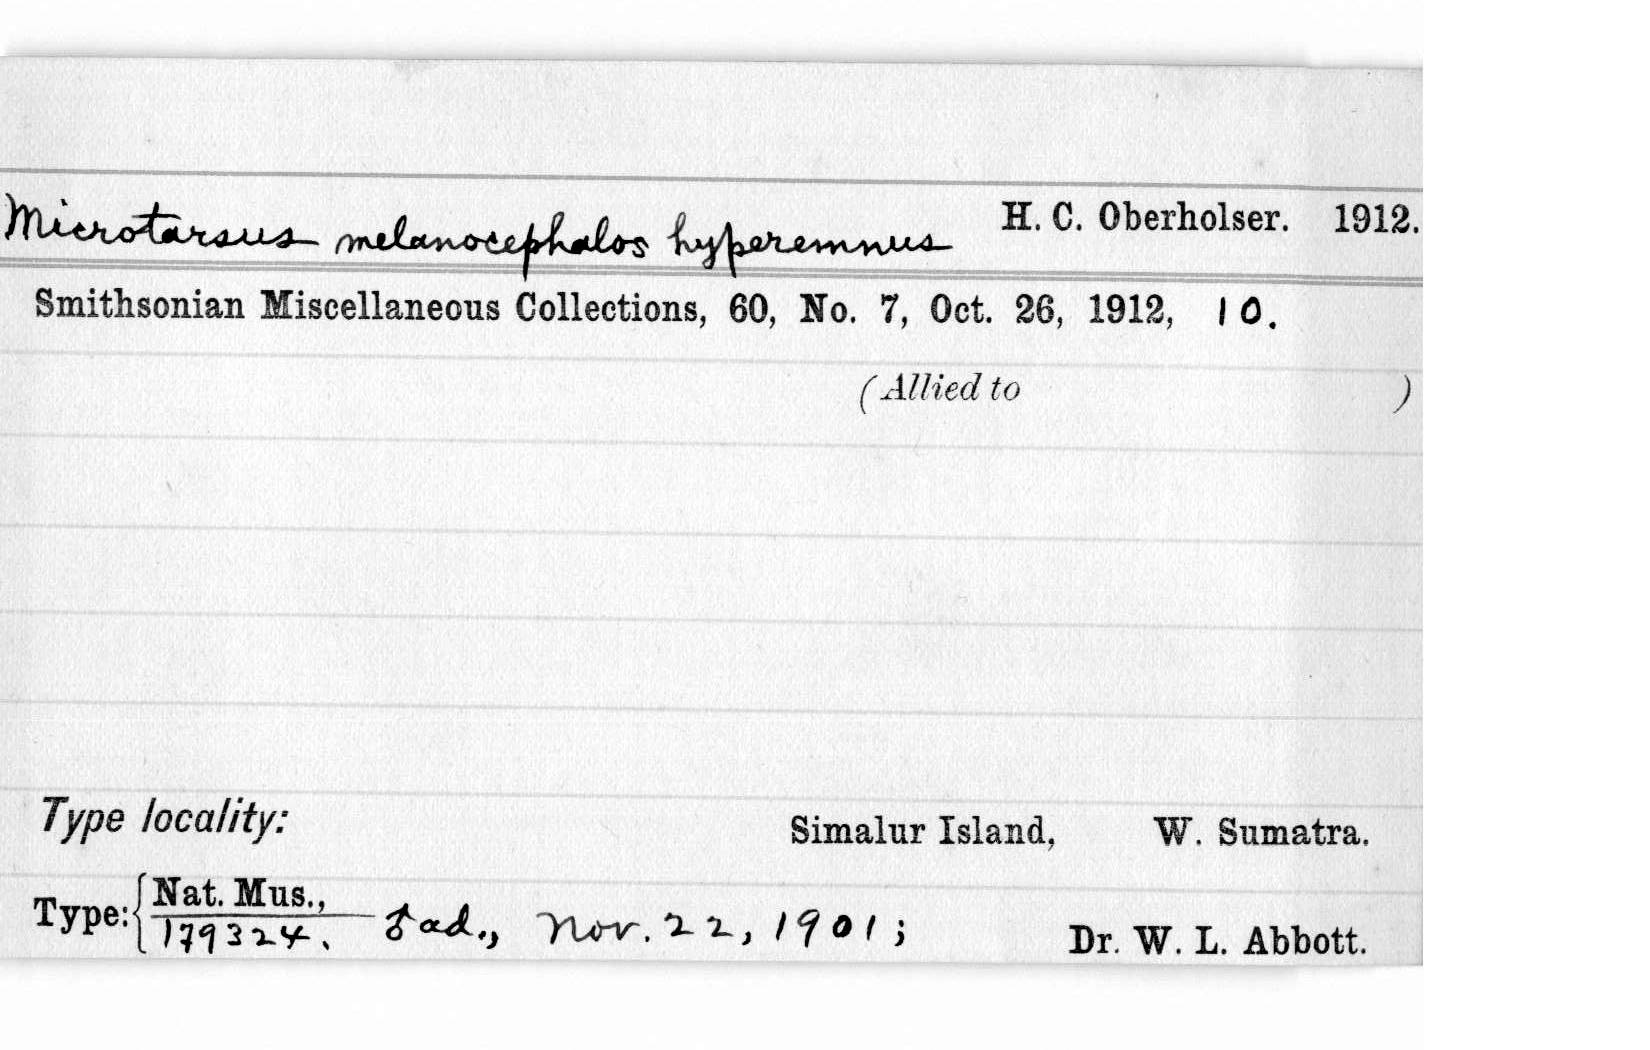 Microtarsus melanocephalos hyperemnus H. C. Oberholser. 1912.
Smithsonian Miscellaneous Collections, 60, No. 7, Oct. 26, 1912, 10.
(Allied to )
Type locality: Simalur Island, W. Sumatra.
Type: { Nat. Mus.,
179324. ♂ ad., Nov. 22, 1901; Dr. W. L. Abbott.